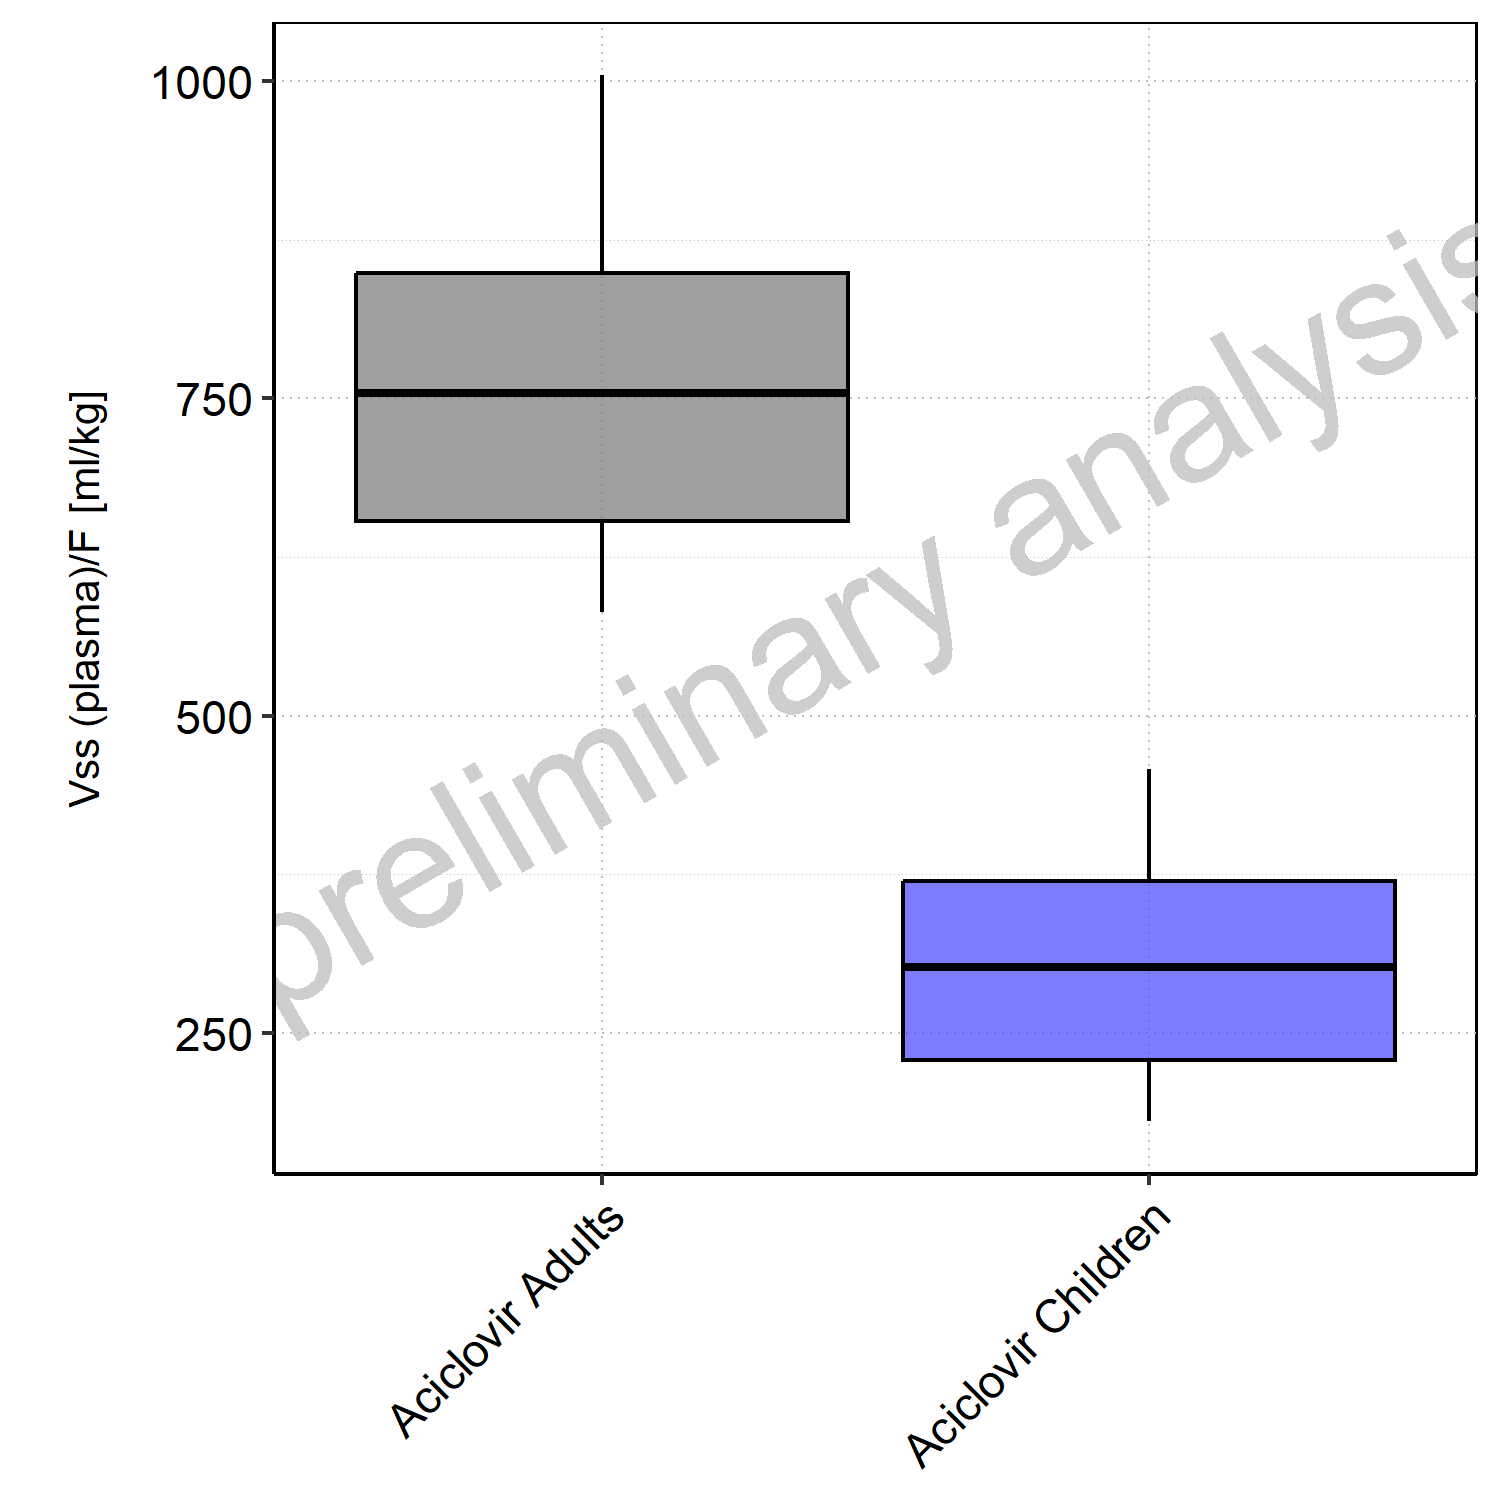 1000
750
500
250
Vss (plasma)/F [ml/kg]
preliminary analysis
Aciclovir Adults
Aciclovir Children